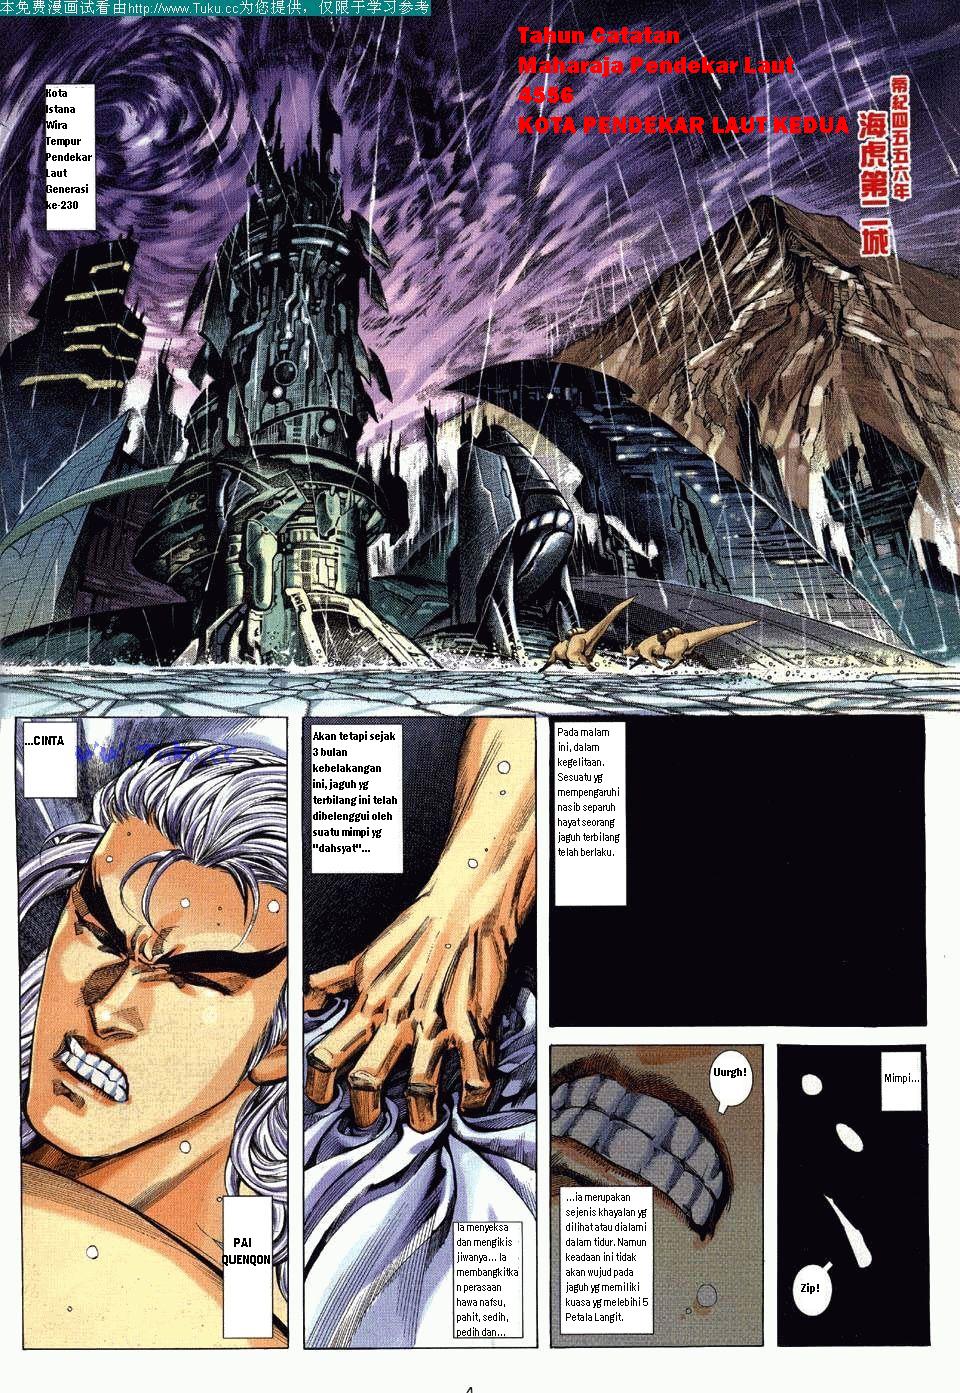 本免费漫画试看由http://www.Tuku.cc为您提供，仅限于学习参考
Tahun Catatan
Maharaja Pendekar Laut
4556
KOTA PENDEKAR LAUT KEDUA
帝紀四五五六年
海虎第二城
Kota
Istana
Wira
Tempur
Pendekar
Laut
Generasi
ke-230
Pada malam
ini, dalam
kegelitaan.
Sesuatu yg
mempengaruhi
nasib separuh
hayat seorang
jaguh terbilang
telah berlaku.
Mimpi...
Zip!
Uurgh!
...ia merupakan
sejenis khayalan yg
dilihat atau dialami
dalam tidur. Namun
keadaan ini tidak
akan wujud pada
jaguh yg memiliki
kuasa yg melebihi 5
Petala Langit.
Akan tetapi sejak
3 bulan
kebelakangan
ini, jaguh yg
terbilang ini telah
dibelenggui oleh
suatu mimpi yg
"dahsyat"...
Ia menyeksa
dan mengikis
jiwanya... Ia
membangkitka
n perasaan
hawa nafsu,
pahit, sedih,
pedih dan...
...CINTA
www.Tuku.cc
PAI
QUENQON